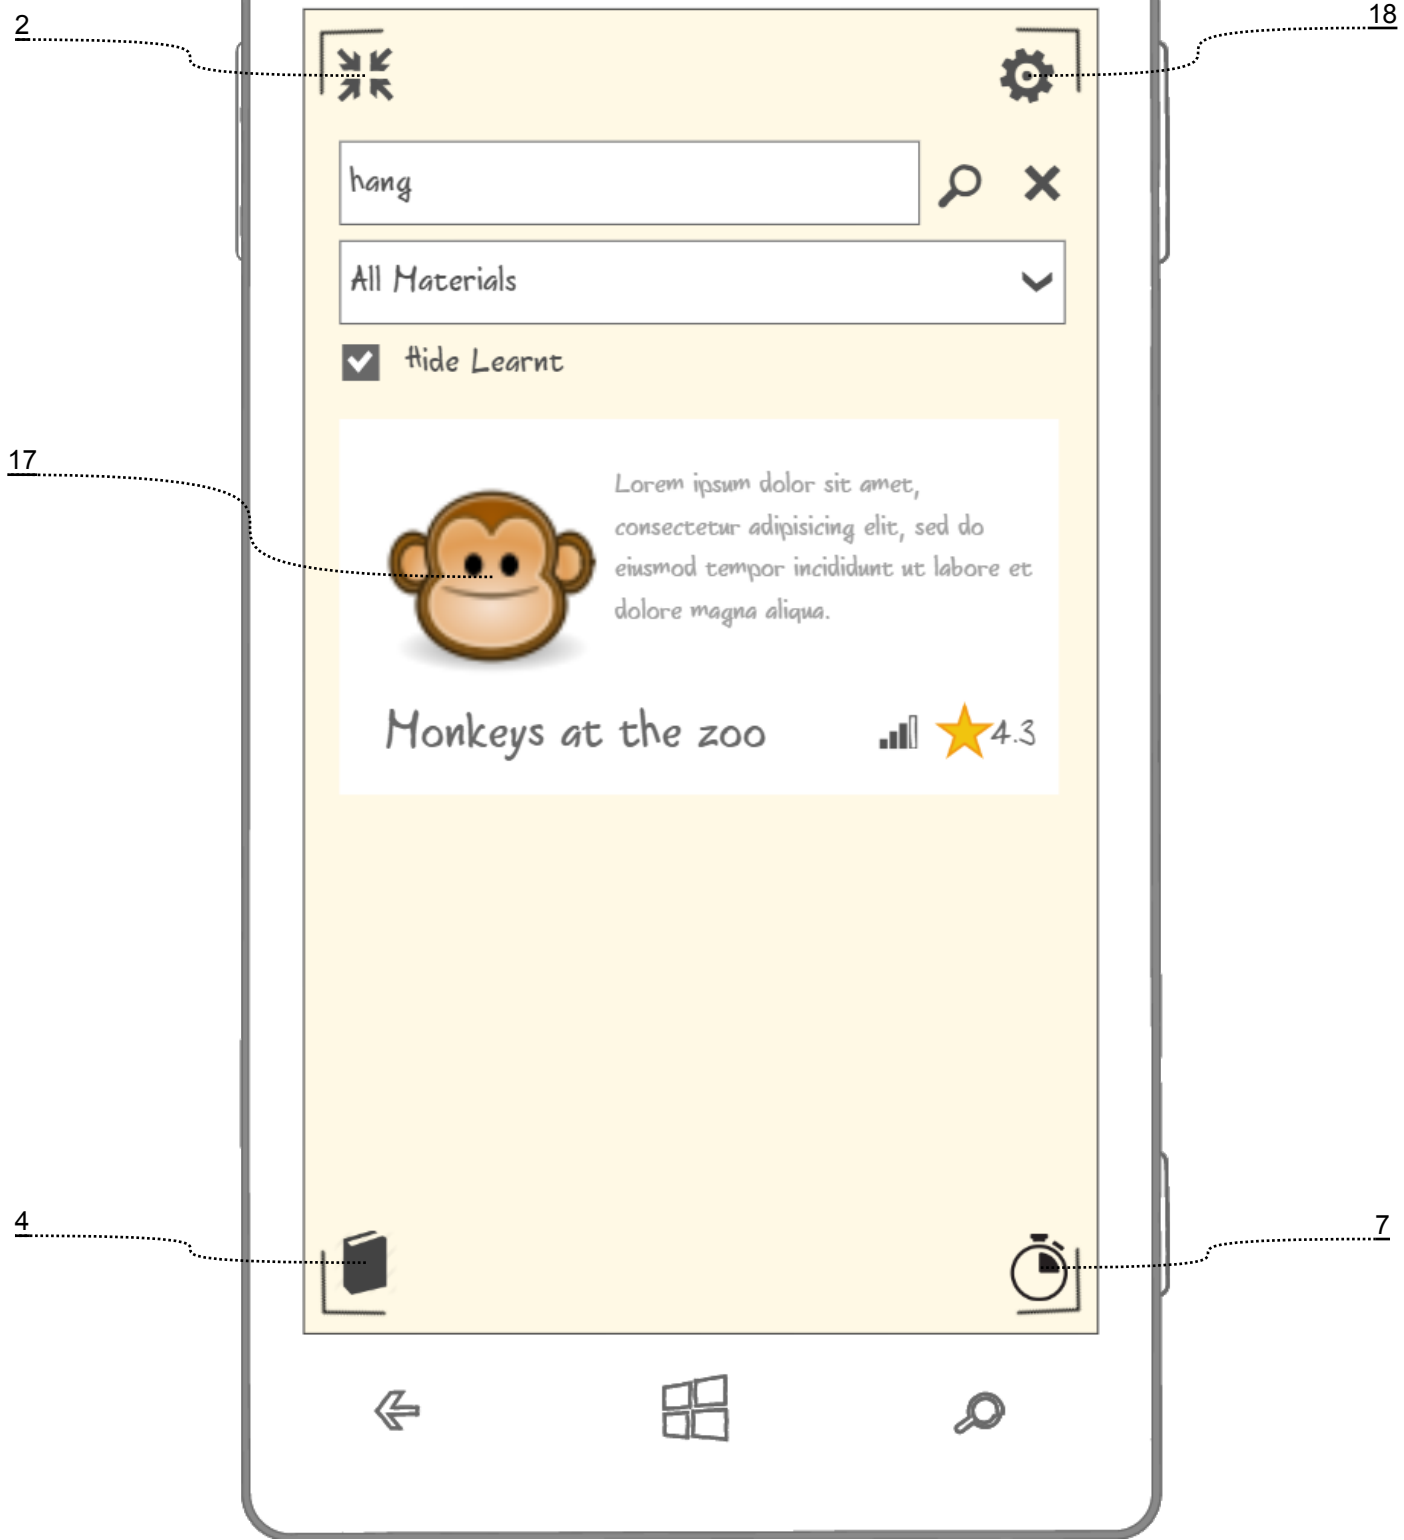 2
18
hang
All Materials
Hide Learnt
17
Lorem ipsum dolor sit amet,
consectetur adipisicing elit, sed do
eiusmod tempor incididunt ut labore et
dolore magna aliqua.
Monkeys at the zoo
4.3
4
7